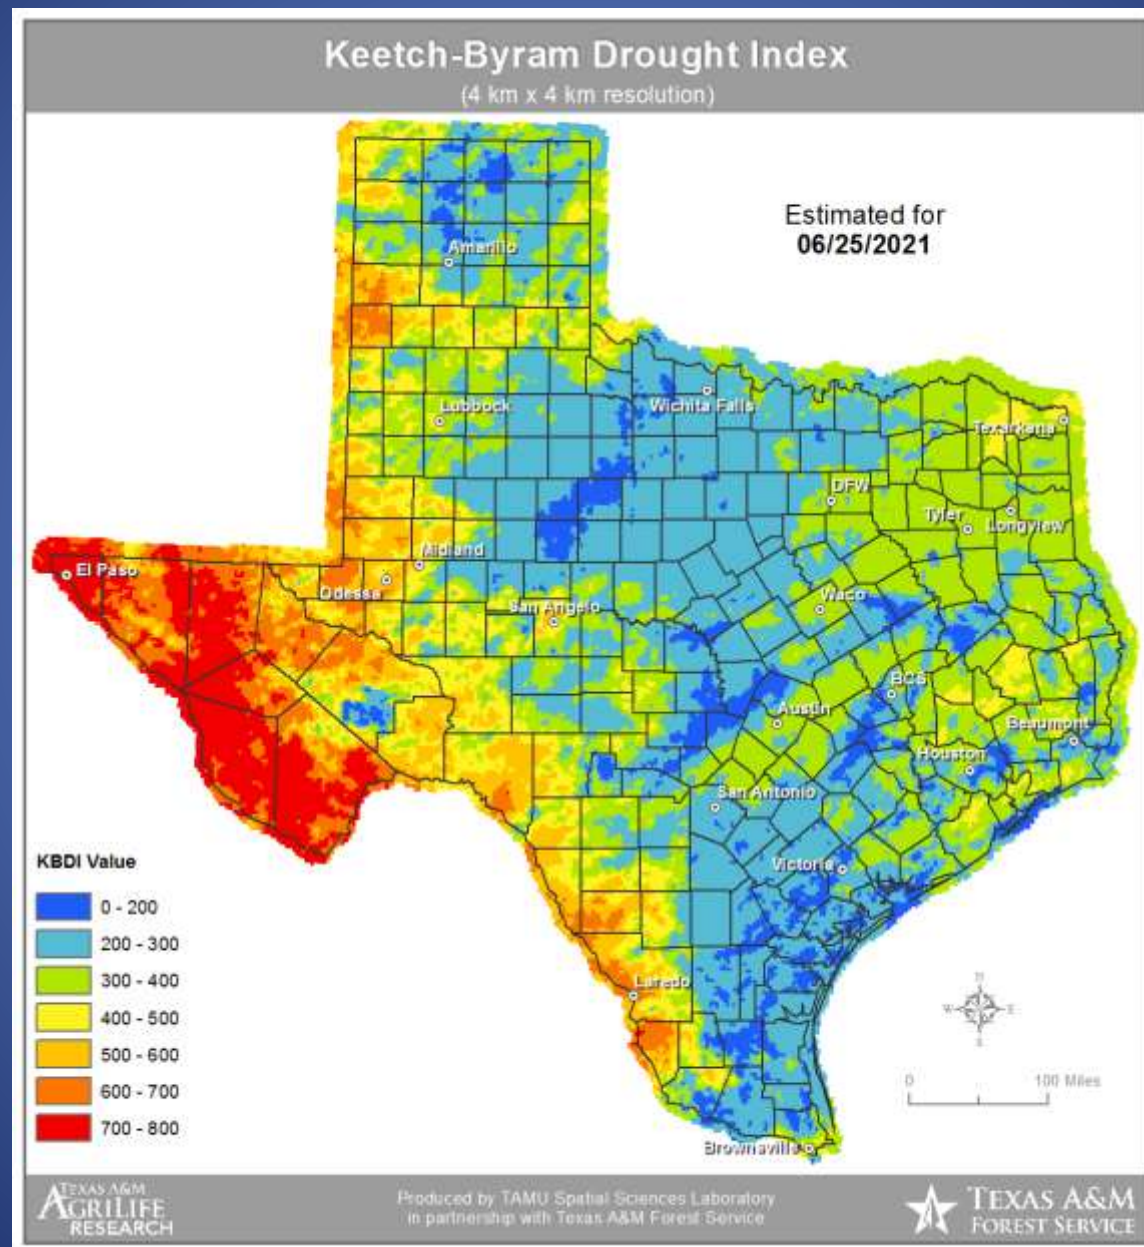 Keetch-Byram Drought Index
(4 km x 4 km resolution)
Estimated for
06/25/2021
Amarillo
Lubbock
Wichita Falls
Texarkana
DFW
Tyler
Longview
Midland
El Paso
Odessa
San Angelo
Waco
BCS
Austin
Beaumont
Houston
San Antonio
Victoria
Laredo
Brownsville
KBDI Value
0 - 200
200 - 300
300 - 400
400 - 500
500 - 600
600 - 700
700 - 800
N
W E
S
0 100 Miles
TEXAS A&M
AGRILIFE
RESEARCH
Produced by TAMU Spatial Sciences Laboratory
in partnership with Texas A&M Forest Service
TEXAS A&M
FOREST SERVICE